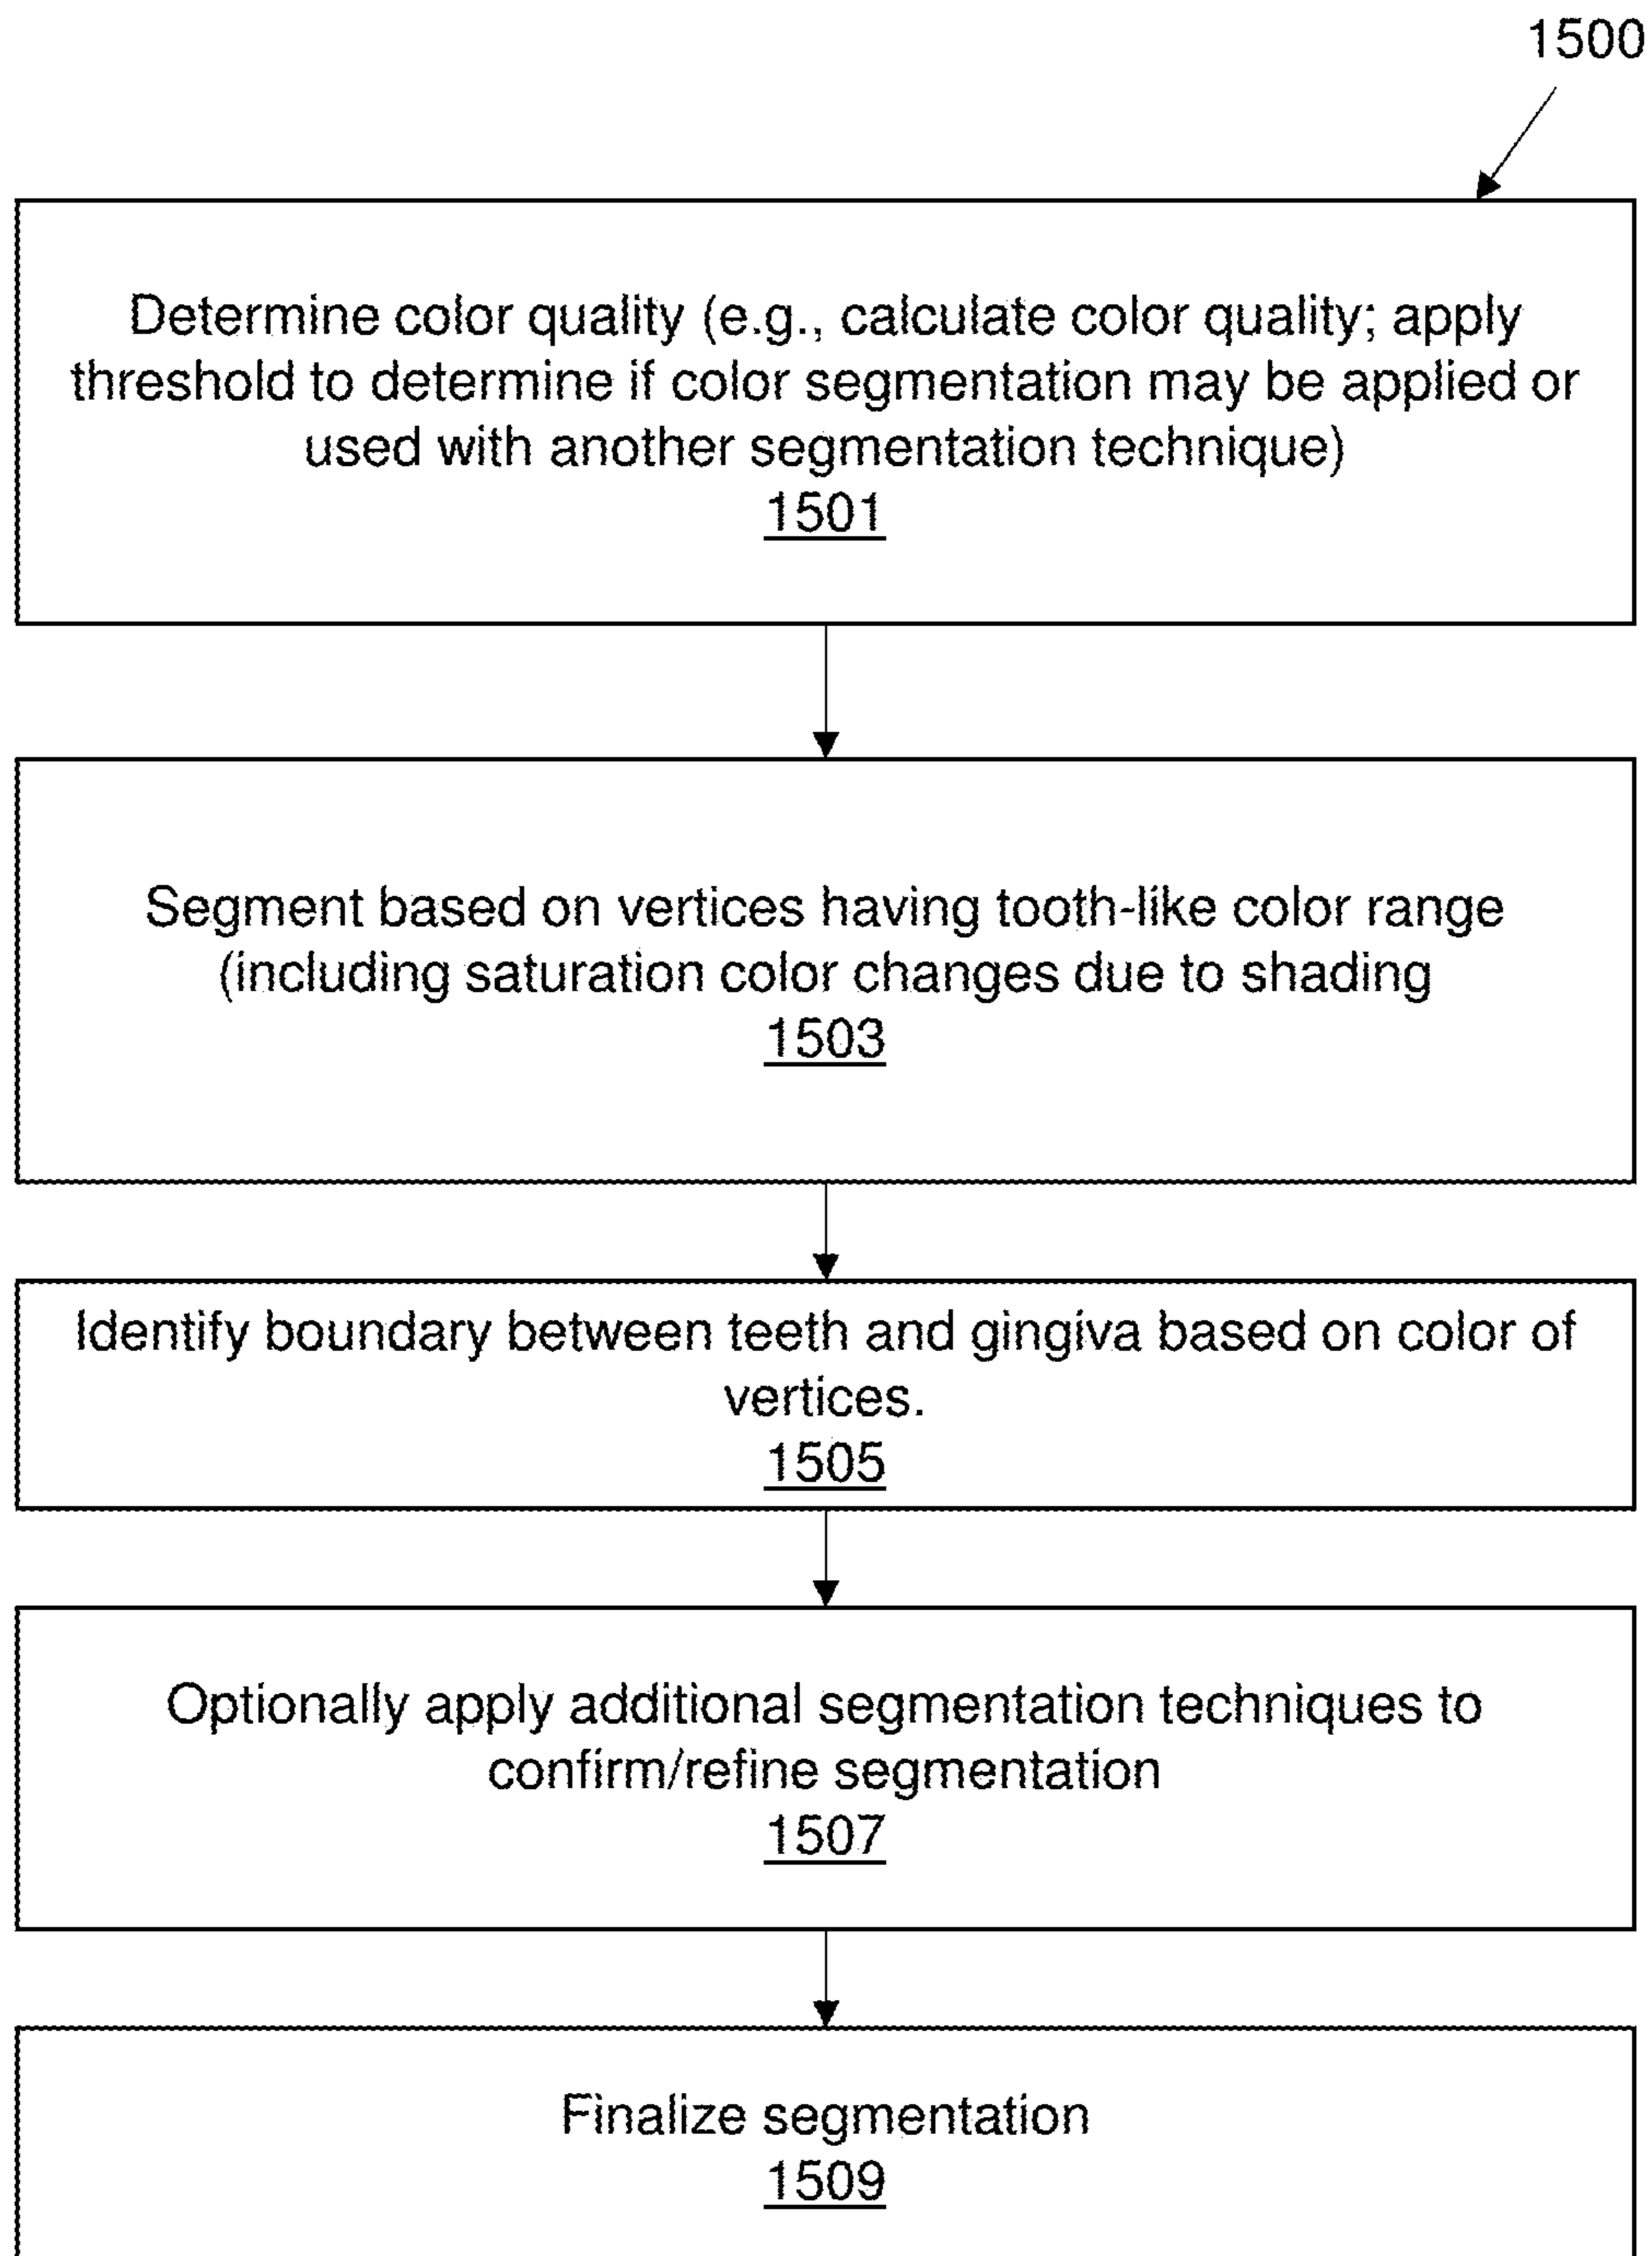 1500
Determine color quality (e.g., calculate color quality; apply
threshold to determine if color segmentation may be applied or
used with another segmentation technique)
1501
Segment based on vertices having tooth-like color range
(including saturation color changes due to shading
1503
Identify boundary between teeth and gingiva based on color of
vertices.
1505
Optionally apply additional segmentation techniques to
confirm/refine segmentation
1507
Finalize segmentation
1509